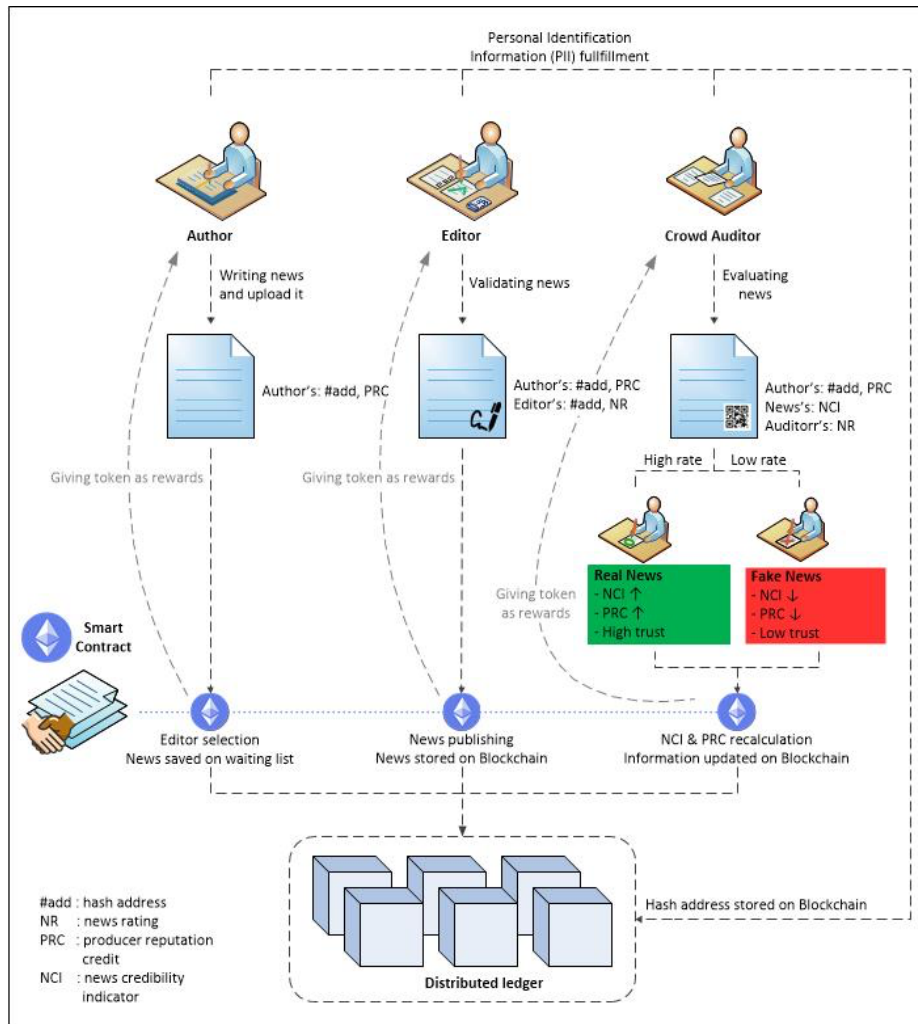 Personal Identification
Information (PII) fullfillment
Author
Editor
Crowd Auditor
Writing news
and upload it
Validating news
Evaluating
news
Author's: #add, PRC
Author's: #add, PRC
Editor's: #add, NR
Author's: #add, PRC
News's: NCI
Auditorr's: NR
High rate
Low rate
Giving token as rewards
Giving token as rewards
Giving token
as rewards
Real News
- NCI ↑
- PRC ↑
- High trust
Fake News
- NCI ↓
- PRC ↓
- Low trust
Smart
Contract
Editor selection
News saved on waiting list
News publishing
News stored on Blockchain
NCI & PRC recalculation
Information updated on Blockchain
#add : hash address
NR : news rating
PRC : producer reputation
credit
NCI : news credibility
indicator
Hash address stored on Blockchain
Distributed ledger